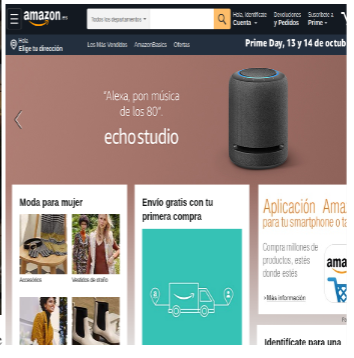 amazon.es
Todos los departamentos
Hola, Identifícate
Cuenta
Devoluciones
y Pedidos
Suscríbete a
Prime
Hola
Elige tu dirección
Los Más Vendidos AmazonBasics Ofertas
Prime Day, 13 y 14 de octub
"Alexa, pon música
de los 80".
echo studio
Moda para mujer
Accesorios
Vestidos de otoño
Envío gratis con tu
primera compra
Aplicación Ama
para tu smartphone o ta
Compra millones de
productos, estés
donde estés
›Más información
ama
Identifícate para una